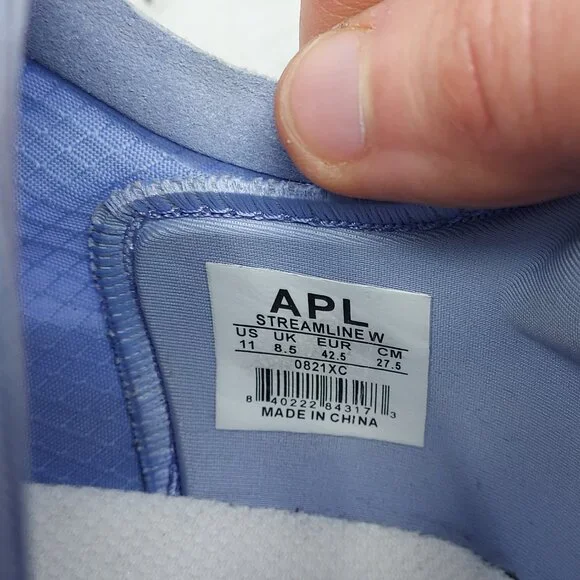 APL
STREAMLINE W
US UK EUR CM
11 8.5 42.5 27.5
0821XC
8 40222 84317 3
MADE IN CHINA